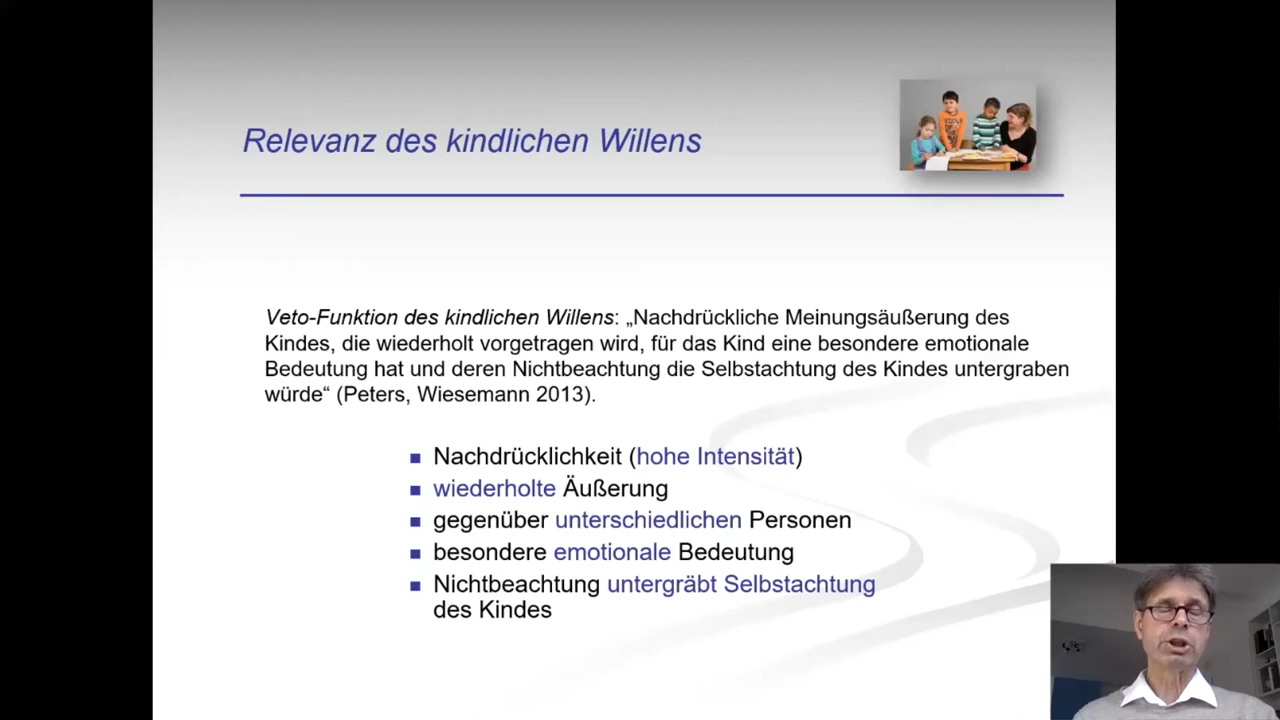 Relevanz des kindlichen Willens
Veto-Funktion des kindlichen Willens: „Nachdrückliche Meinungsäußerung des
Kindes, die wiederholt vorgetragen wird, für das Kind eine besondere emotionale
Bedeutung hat und deren Nichtbeachtung die Selbstachtung des Kindes untergraben
würde“ (Peters, Wiesemann 2013).
Nachdrücklichkeit (hohe Intensität)
wiederholte Äußerung
gegenüber unterschiedlichen Personen
besondere emotionale Bedeutung
Nichtbeachtung untergräbt Selbstachtung
des Kindes